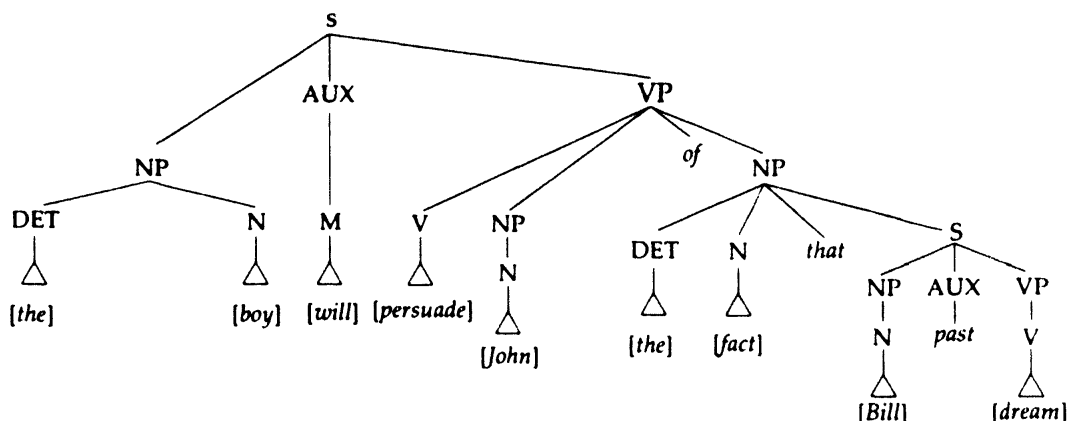 s
AUX VP
of
NP NP
DET N M V NP DET N that S
N NP AUX VP
[the] [boy] [will] [persuade] [the] [fact] N past V
[John]
[Bill] [dream]